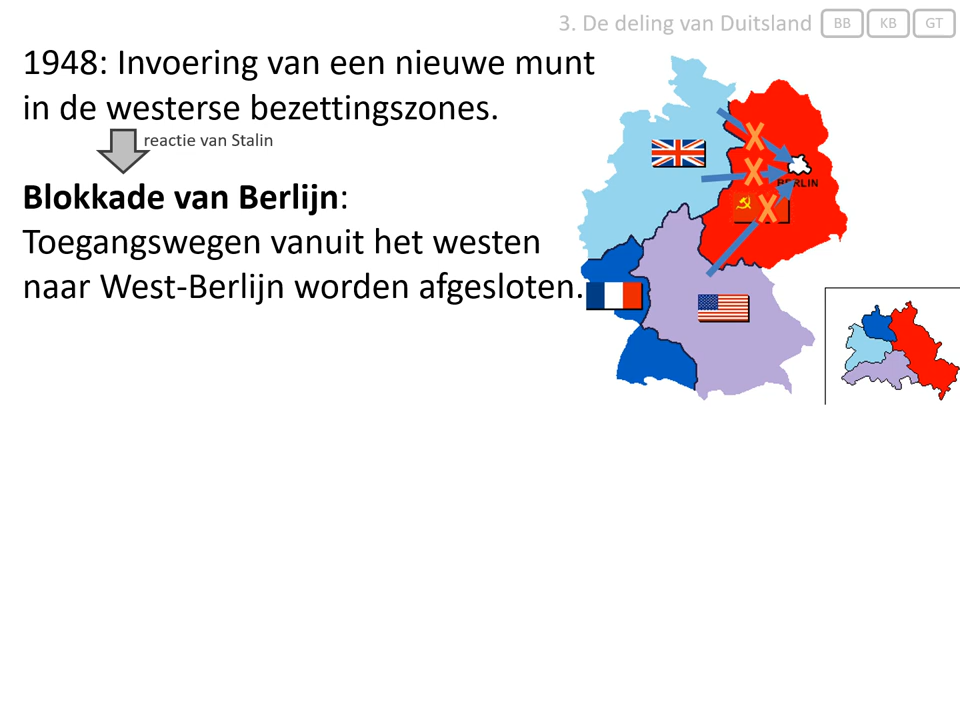 3. De deling van Duitsland BB KB GT
1948: Invoering van een nieuwe munt
in de westerse bezettingszones.
reactie van Stalin
Blokkade van Berlijn:
Toegangswegen vanuit het westen
naar West-Berlijn worden afgesloten.
BERLIN